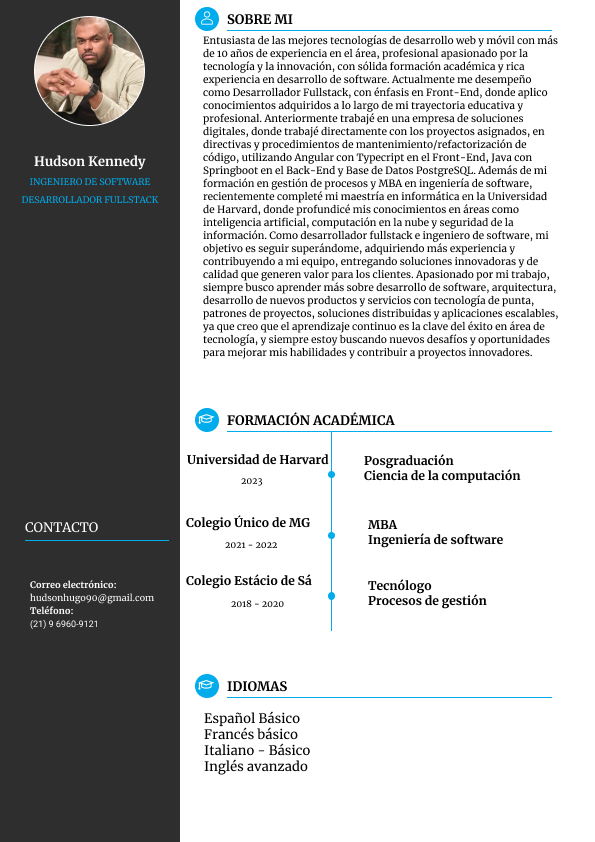 Hudson Kennedy
INGENIERO DE SOFTWARE
DESARROLLADOR FULLSTACK
CONTACTO
Correo electrónico:
hudsonhugo90@gmail.com
Teléfono:
(21) 9 6960-9121
SOBRE MI
Entusiasta de las mejores tecnologías de desarrollo web y móvil con más
de 10 años de experiencia en el área, profesional apasionado por la
tecnología y la innovación, con sólida formación académica y rica
experiencia en desarrollo de software. Actualmente me desempeño
como Desarrollador Fullstack, con énfasis en Front-End, donde aplico
conocimientos adquiridos a lo largo de mi trayectoria educativa y
profesional. Anteriormente trabajé en una empresa de soluciones
digitales, donde trabajé directamente con los proyectos asignados, en
directivas y procedimientos de mantenimiento/refactorización de
código, utilizando Angular con Typecript en el Front-End, Java con
Springboot en el Back-End y Base de Datos PostgreSQL. Además de mi
formación en gestión de procesos y MBA en ingeniería de software,
recientemente completé mi maestría en informática en la Universidad
de Harvard, donde profundicé mis conocimientos en áreas como
inteligencia artificial, computación en la nube y seguridad de la
información. Como desarrollador fullstack e ingeniero de software, mi
objetivo es seguir superándome, adquiriendo más experiencia y
contribuyendo a mi equipo, entregando soluciones innovadoras y de
calidad que generen valor para los clientes. Apasionado por mi trabajo,
siempre busco aprender más sobre desarrollo de software, arquitectura,
desarrollo de nuevos productos y servicios con tecnología de punta,
patrones de proyectos, soluciones distribuidas y aplicaciones escalables,
ya que creo que el aprendizaje continuo es la clave del éxito en área de
tecnología, y siempre estoy buscando nuevos desafíos y oportunidades
para mejorar mis habilidades y contribuir a proyectos innovadores.
FORMACIÓN ACADÉMICA
Universidad de Harvard
2023
Posgraduación
Ciencia de la computación
Colegio Único de MG
2021 - 2022
MBA
Ingeniería de software
Colegio Estácio de Sá
2018 - 2020
Tecnólogo
Procesos de gestión
IDIOMAS
Español Básico
Francés básico
Italiano - Básico
Inglés avanzado